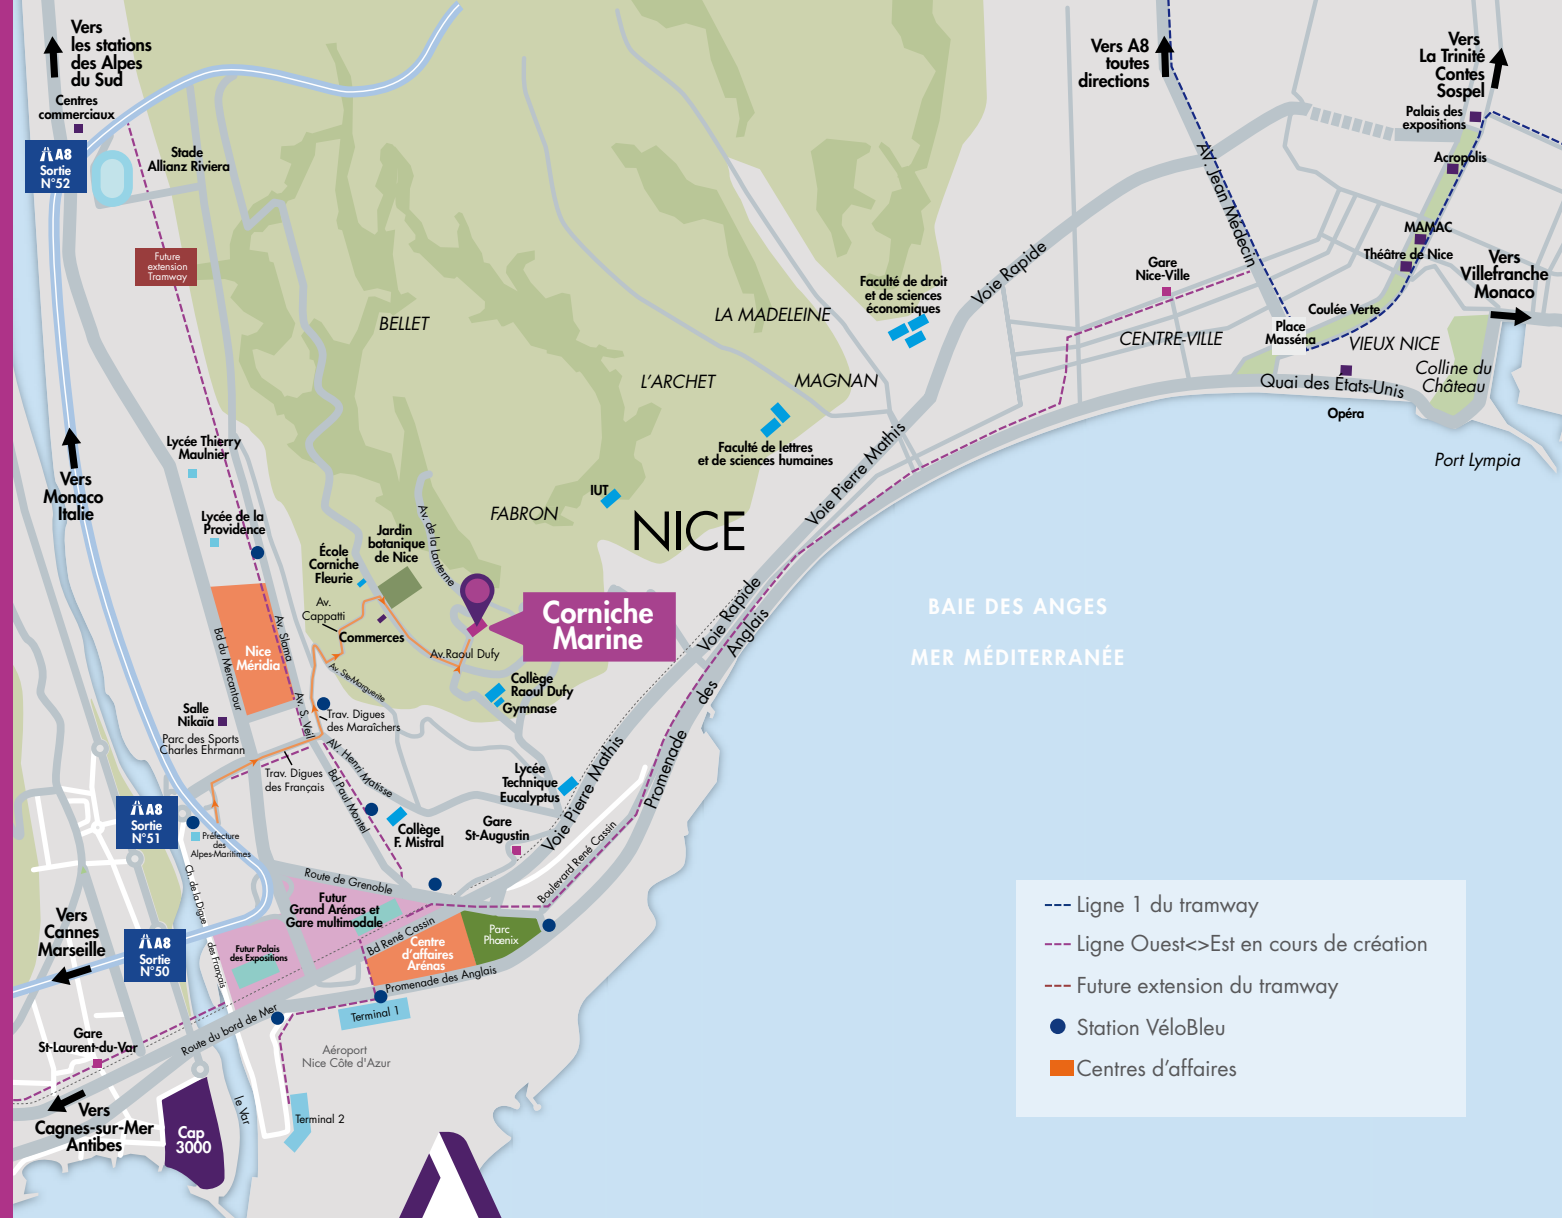 Vers
les stations
des Alpes
du Sud
Centres
commerciaux
A8
Sortie
N°52
Stade
Allianz Riviera
Future
extension
Tramway
Vers A8
toutes
directions
Vers
La Trinité
Contes
Sospel
Palais des
expositions
Acropolis
MAMAC
Théâtre de Nice
Vers
Villefranche
Monaco
AV. Jean Médecin
Gare
Nice-Ville
Coulée Verte
Place
Masséna
CENTRE-VILLE
VIEUX NICE
Colline du
Château
Quai des États-Unis
Opéra
Port Lympia
Voie Rapide
Faculté de droit
et de sciences
économiques
LA MADELEINE
BELLET
L'ARCHET
MAGNAN
Faculté de lettres
et de sciences humaines
Voie Pierre Mathis
IUT
FABRON
NICE
Lycée Thierry
Maulnier
Vers
Monaco
Italie
Lycée de la
Providence
École
Corniche
Fleurie
Jardin
botanique
de Nice
Av. de la Lanterne
Av.
Cappatti
Commerces
Corniche
Marine
Av.Raoul Dufy
Voie Rapide
Promenade des Anglais
BAIE DES ANGES
MER MÉDITERRANÉE
Nice
Méridia
Av. Slama
Bd du Mercantour
Av. Ste-Marguerite
Collège
Raoul Dufy
Gymnase
Salle
Nikaïa
Parc des Sports
Charles Ehrmann
Av. S. Veil
Trav. Digues
des Maraîchers
Trav. Digues
des Français
AV. Henri Matisse
Bd Paul Montel
Lycée
Technique
Eucalyptus
Voie Pierre Mathis
A8
Sortie
N°51
Préfecture
des
Alpes-Maritimes
Collège
F. Mistral
Gare
St-Augustin
Boulevard René Cassin
Route de Grenoble
Ch. de la Digue des Français
Futur
Grand Arénas et
Gare multimodale
Bd René Cassin
Parc
Phœnix
Centre
d'affaires
Arénas
Futur Palais
des Expositions
Vers
Cannes
Marseille
A8
Sortie
N°50
Promenade des Anglais
Terminal 1
Route du bord de Mer
Gare
St-Laurent-du-Var
Aéroport
Nice Côte d'Azur
Vers
Cagnes-sur-Mer
Antibes
Cap
3000
le Var
Terminal 2
Ligne 1 du tramway
Ligne Ouest<>Est en cours de création
Future extension du tramway
Station VéloBleu
Centres d'affaires